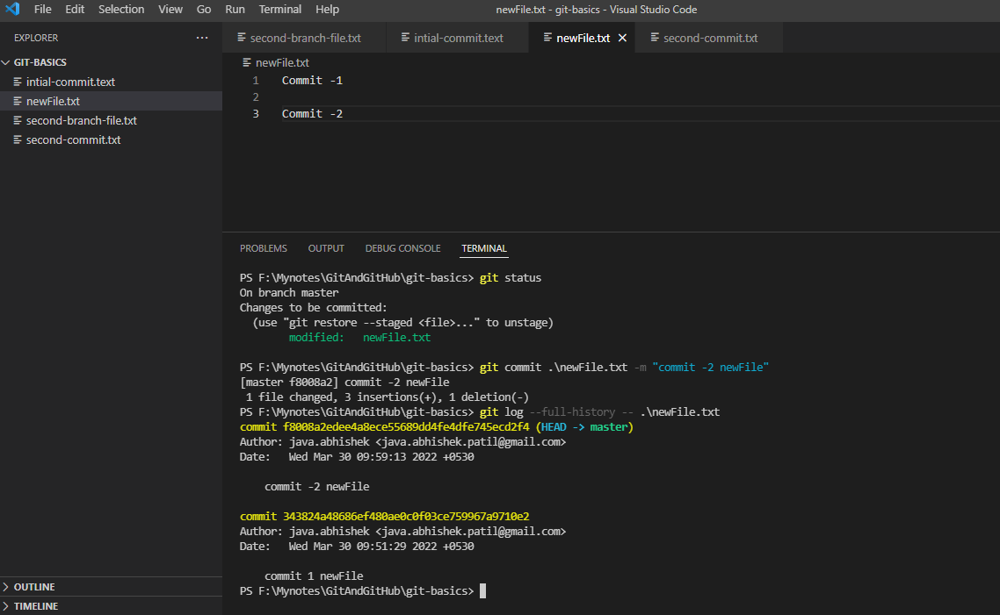 File Edit Selection View Go Run Terminal Help newFile.txt - git-basics - Visual Studio Code
EXPLORER ...
GIT-BASICS
intial-commit.text
newFile.txt
second-branch-file.txt
second-commit.txt
OUTLINE
TIMELINE
second-branch-file.txt intial-commit.text newFile.txt second-commit.txt
newFile.txt
1 Commit -1
2
3 Commit -2
PROBLEMS OUTPUT DEBUG CONSOLE TERMINAL
PS F:\Mynotes\GitAndGitHub\git-basics> git status
On branch master
Changes to be committed:
(use "git restore --staged <file>..." to unstage)
modified: newFile.txt
PS F:\Mynotes\GitAndGitHub\git-basics> git commit .\newFile.txt -m "commit -2 newFile"
[master f8008a2] commit -2 newFile
1 file changed, 3 insertions(+), 1 deletion(-)
PS F:\Mynotes\GitAndGitHub\git-basics> git log --full-history -- .\newFile.txt
commit f8008a2edee4a8ece55689dd4fe4dfe745ecd2f4 (HEAD -> master)
Author: java.abhishek <java.abhishek.patil@gmail.com>
Date: Wed Mar 30 09:59:13 2022 +0530
commit -2 newFile
commit 343824a48686ef480ae0c0f03ce759967a9710e2
Author: java.abhishek <java.abhishek.patil@gmail.com>
Date: Wed Mar 30 09:51:29 2022 +0530
commit 1 newFile
PS F:\Mynotes\GitAndGitHub\git-basics>